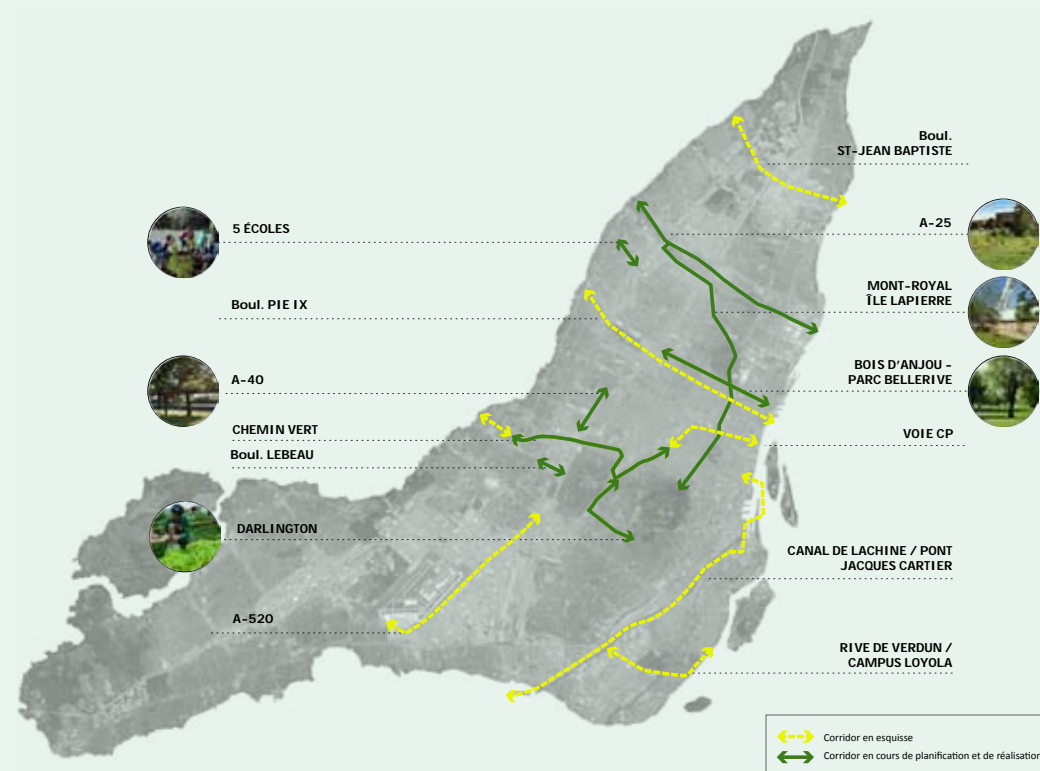 Boul.
ST-JEAN BAPTISTE
A-25
5 ÉCOLES
MONT-ROYAL
ÎLE LAPIERRE
Boul. PIE IX
BOIS D'ANJOU -
PARC BELLERIVE
A-40
CHEMIN VERT
VOIE CP
Boul. LEBEAU
DARLINGTON
CANAL DE LACHINE / PONT
JACQUES CARTIER
A-520
RIVE DE VERDUN /
CAMPUS LOYOLA
Corridor en esquisse
Corridor en cours de planification et de réalisation